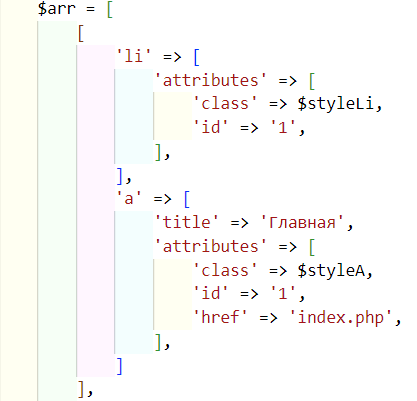 $arr = [
[
'li' => [
'attributes' => [
'class' => $styleLi,
'id' => '1',
],
],
'a' => [
'title' => 'Главная',
'attributes' => [
'class' => $styleA,
'id' => '1',
'href' => 'index.php',
],
]
],